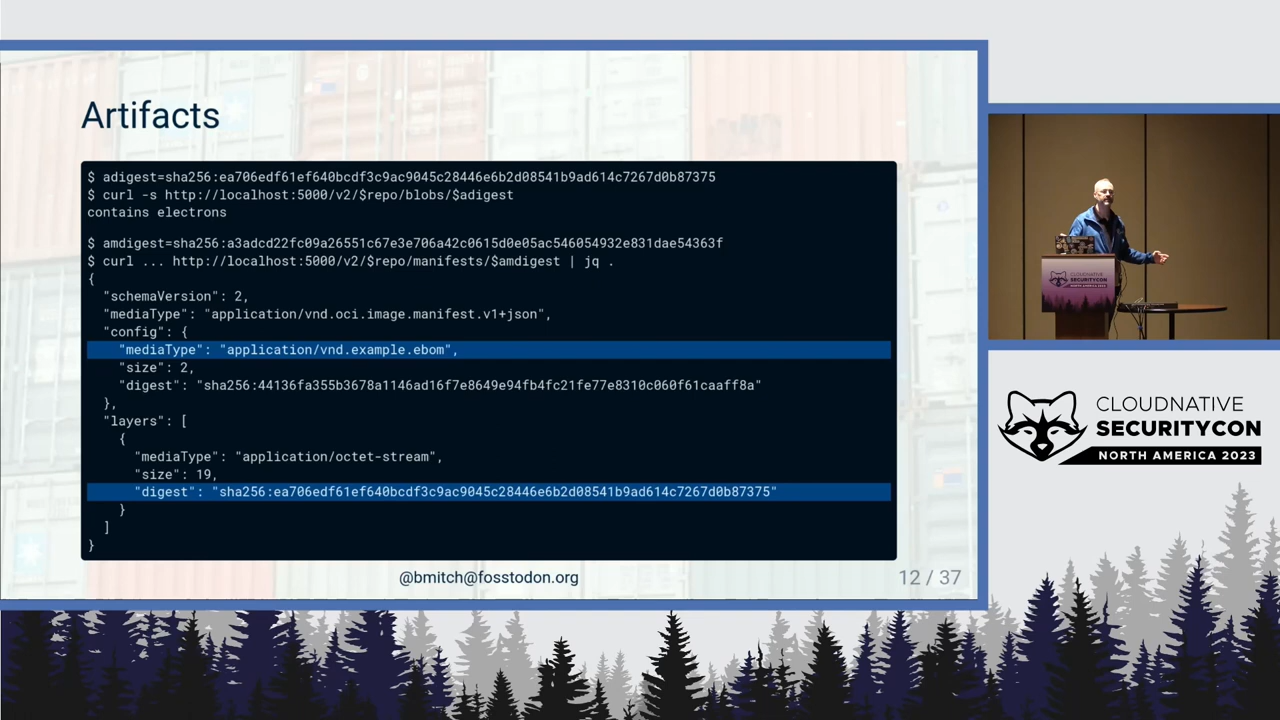 Artifacts
$ adigest=sha256:ea706edf61ef640bcdf3c9ac9045c28446e6b2d08541b9ad614c7267d0b87375
$ curl -s http://localhost:5000/v2/$repo/blobs/$adigest
contains electrons
$ amdigest=sha256:a3adcd22fc09a26551c67e3e706a42c0615d0e05ac546054932e831dae54363f
$ curl ... http://localhost:5000/v2/$repo/manifests/$amdigest | jq .
{
  "schemaVersion": 2,
  "mediaType": "application/vnd.oci.image.manifest.v1+json",
  "config": {
    "mediaType": "application/vnd.example.ebom",
    "size": 2,
    "digest": "sha256:44136fa355b3678a1146ad16f7e8649e94fb4fc21fe77e8310c060f61caaff8a"
  },
  "layers": [
    {
      "mediaType": "application/octet-stream",
      "size": 19,
      "digest": "sha256:ea706edf61ef640bcdf3c9ac9045c28446e6b2d08541b9ad614c7267d0b87375"
    }
  ]
}
@bmitch@fosstodon.org
12 / 37
CLOUDNATIVE
SECURITYCON
CLOUDNATIVE
SECURITYCON
NORTH AMERICA 2023